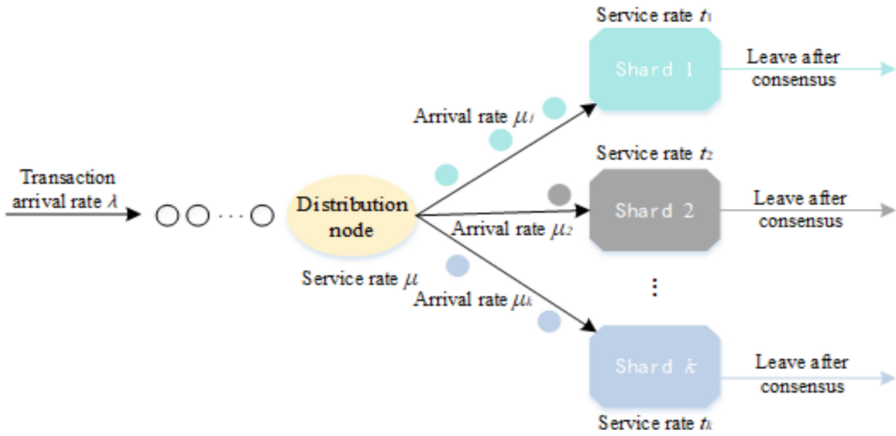 Service rate t₁
Shard 1
Leave after
consensus
Arrival rate μ₁
Service rate t₂
Transaction
arrival rate λ
Distribution
node
Shard 2
Leave after
consensus
Arrival rate μ₂
Service rate μ
Arrival rate μₖ
Shard k
Leave after
consensus
Service rate tₖ